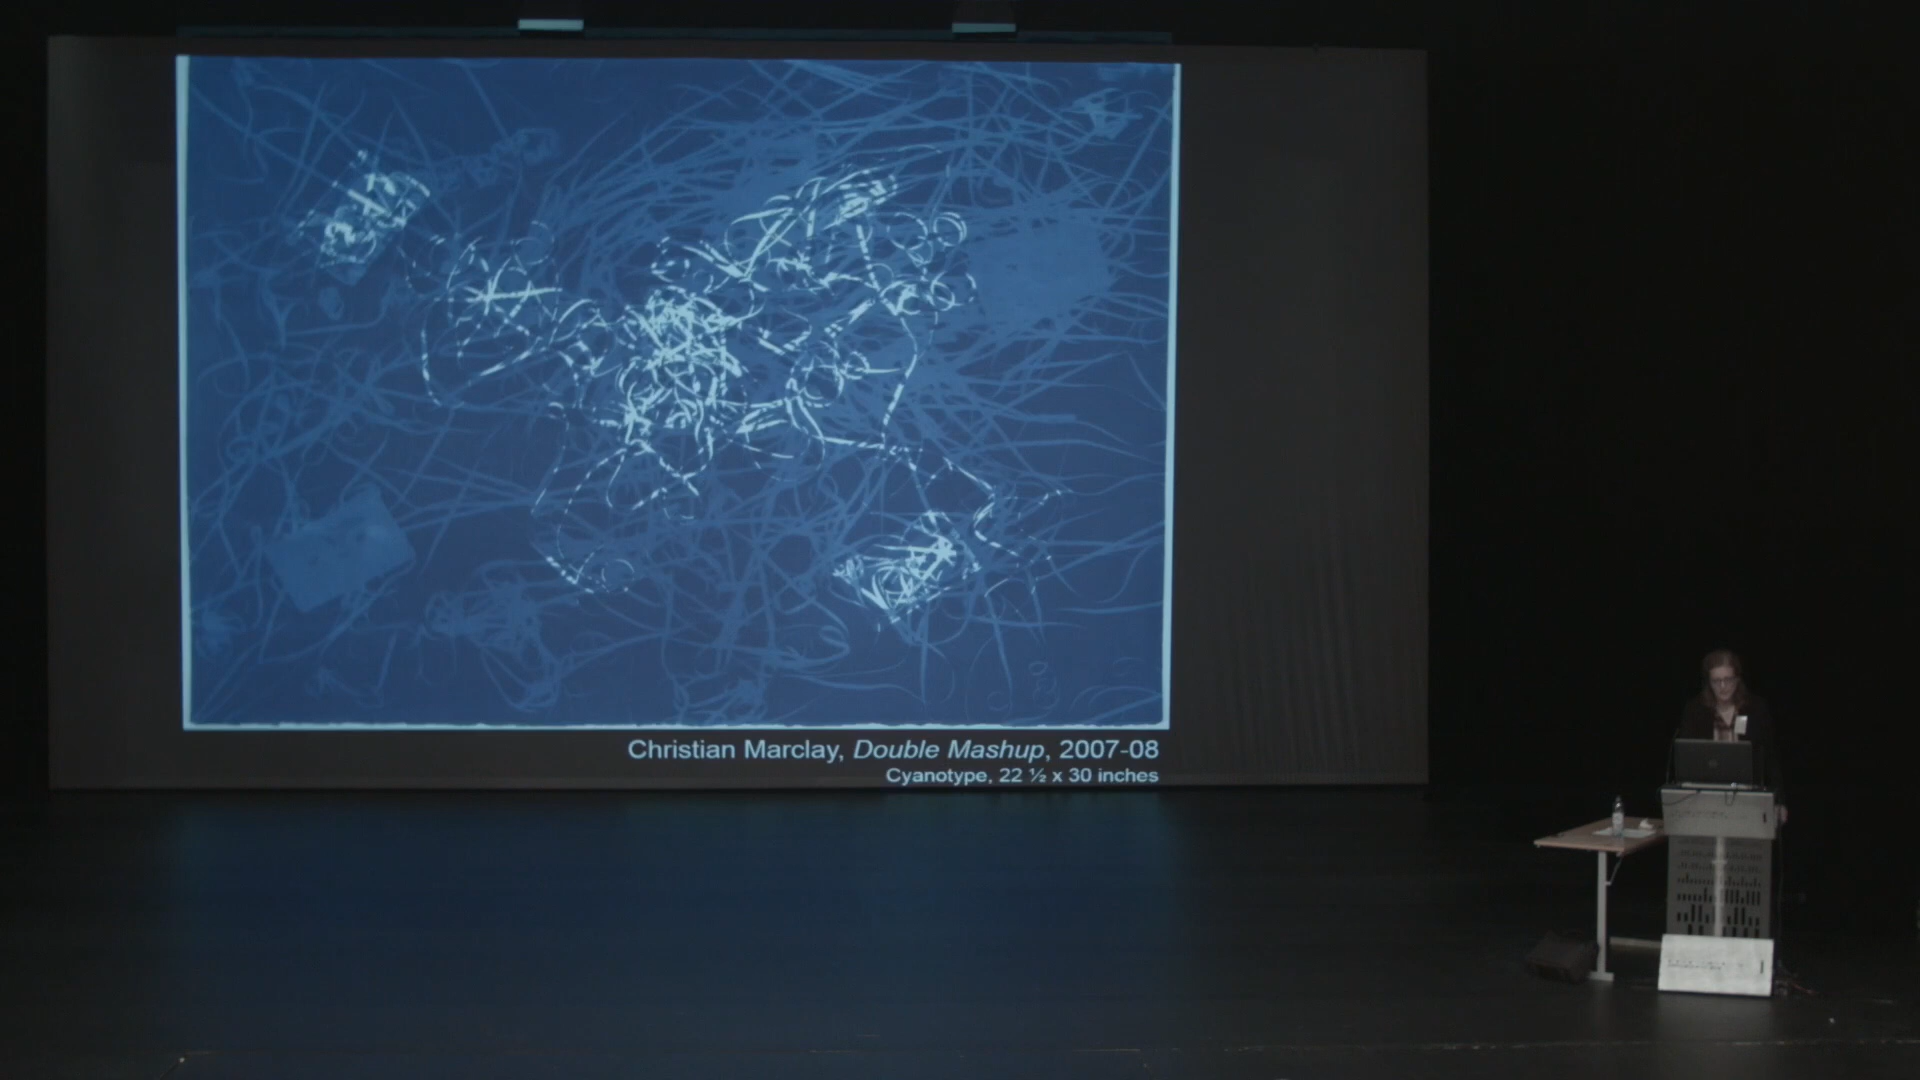 Christian Marclay, Double Mashup, 2007-08
Cyanotype, 22 ½ x 30 inches